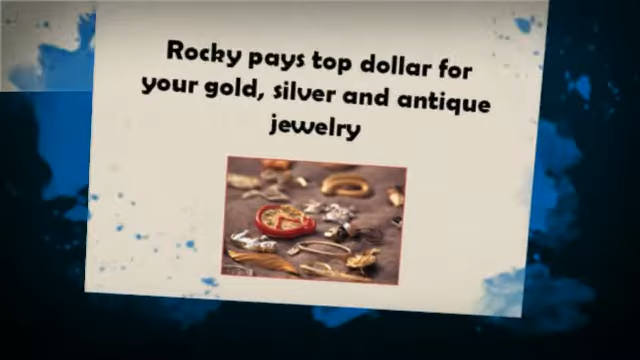 Rocky pays top dollar for
your gold, silver and antique
jewelry